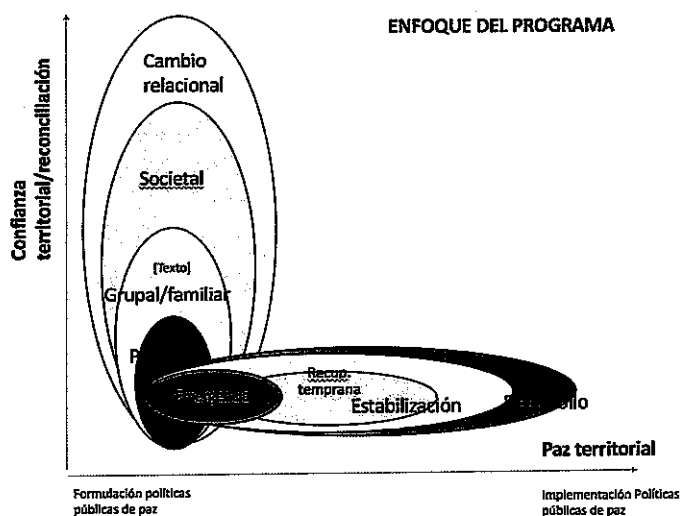 ENFOQUE DEL PROGRAMA
Confianza
territorial/reconciliación
Cambio
relacional
Societal
[Texto]
Grupal/familiar
Recup.
temprana
Estabilización
Paz territorial
Formulación políticas
públicas de paz
Implementación Políticas
públicas de paz